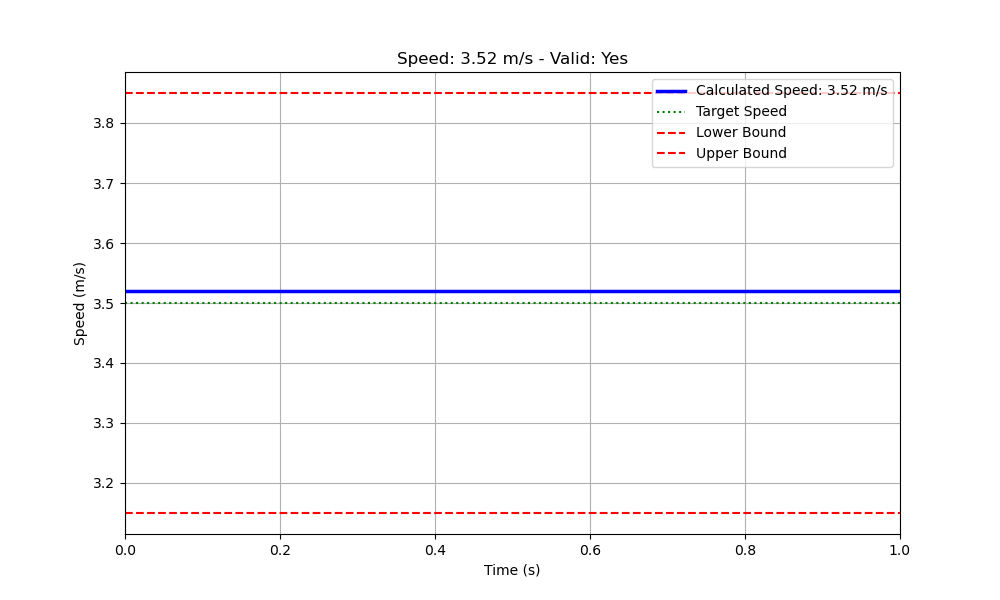 Speed: 3.52 m/s - Valid: Yes
Calculated Speed: 3.52 m/s
Target Speed
Lower Bound
Upper Bound
3.8
3.7
3.6
3.5
3.4
3.3
3.2
Speed (m/s)
0.0 0.2 0.4 0.6 0.8 1.0
Time (s)